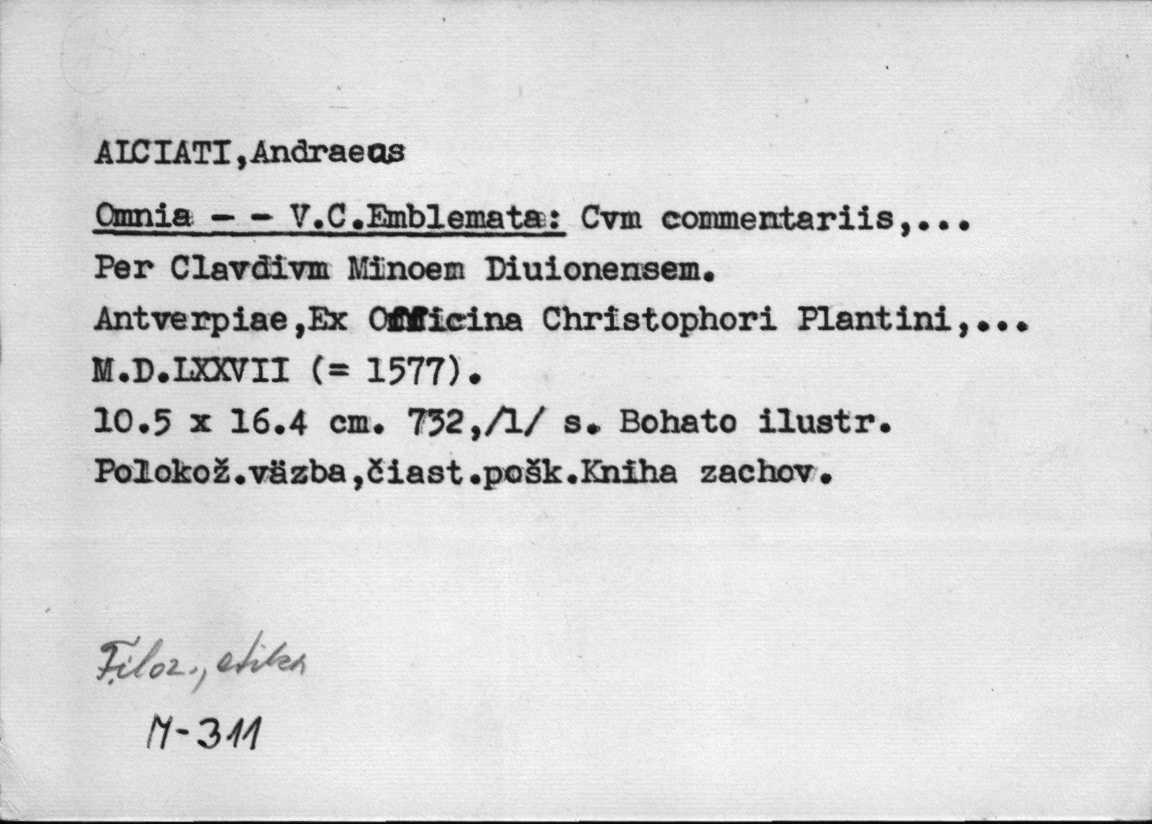 ALCIATI,Andraeas
Omnia - - V.C.Emblemata: Cvm commentariis,...
Per Clavdivm Minoem Diuionensem.
Antverpiae,Ex Officina Christophori Plantini,...
M.D.LXXVII (= 1577).
10.5 x 16.4 cm. 732,/1/ s. Bohato ilustr.
Polokož.väzba,čiast.pošk.Kniha zachov.
Filoz., etika
M-311